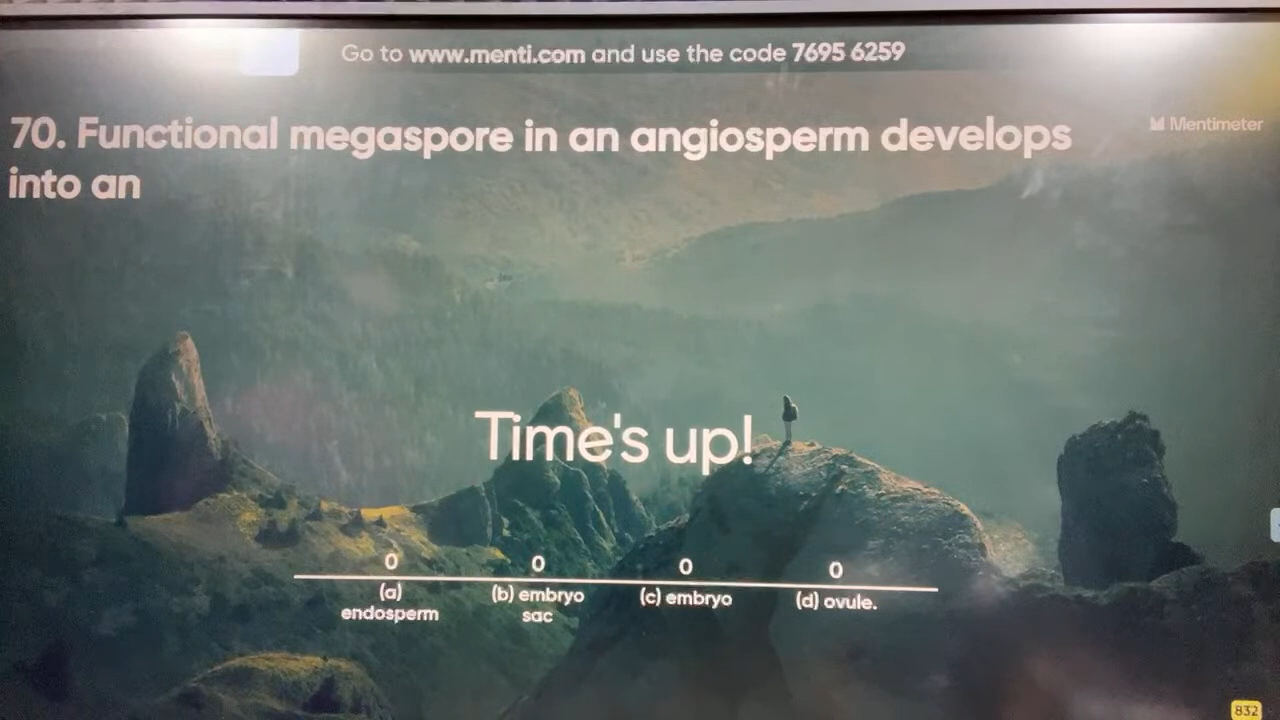 Go to www.menti.com and use the code 7695 6259
Mentimeter
70. Functional megaspore in an angiosperm develops
into an
Time's up!
0
0
0
0
(a)
endosperm
(b) embryo
sac
(c) embryo
(d) ovule.
832